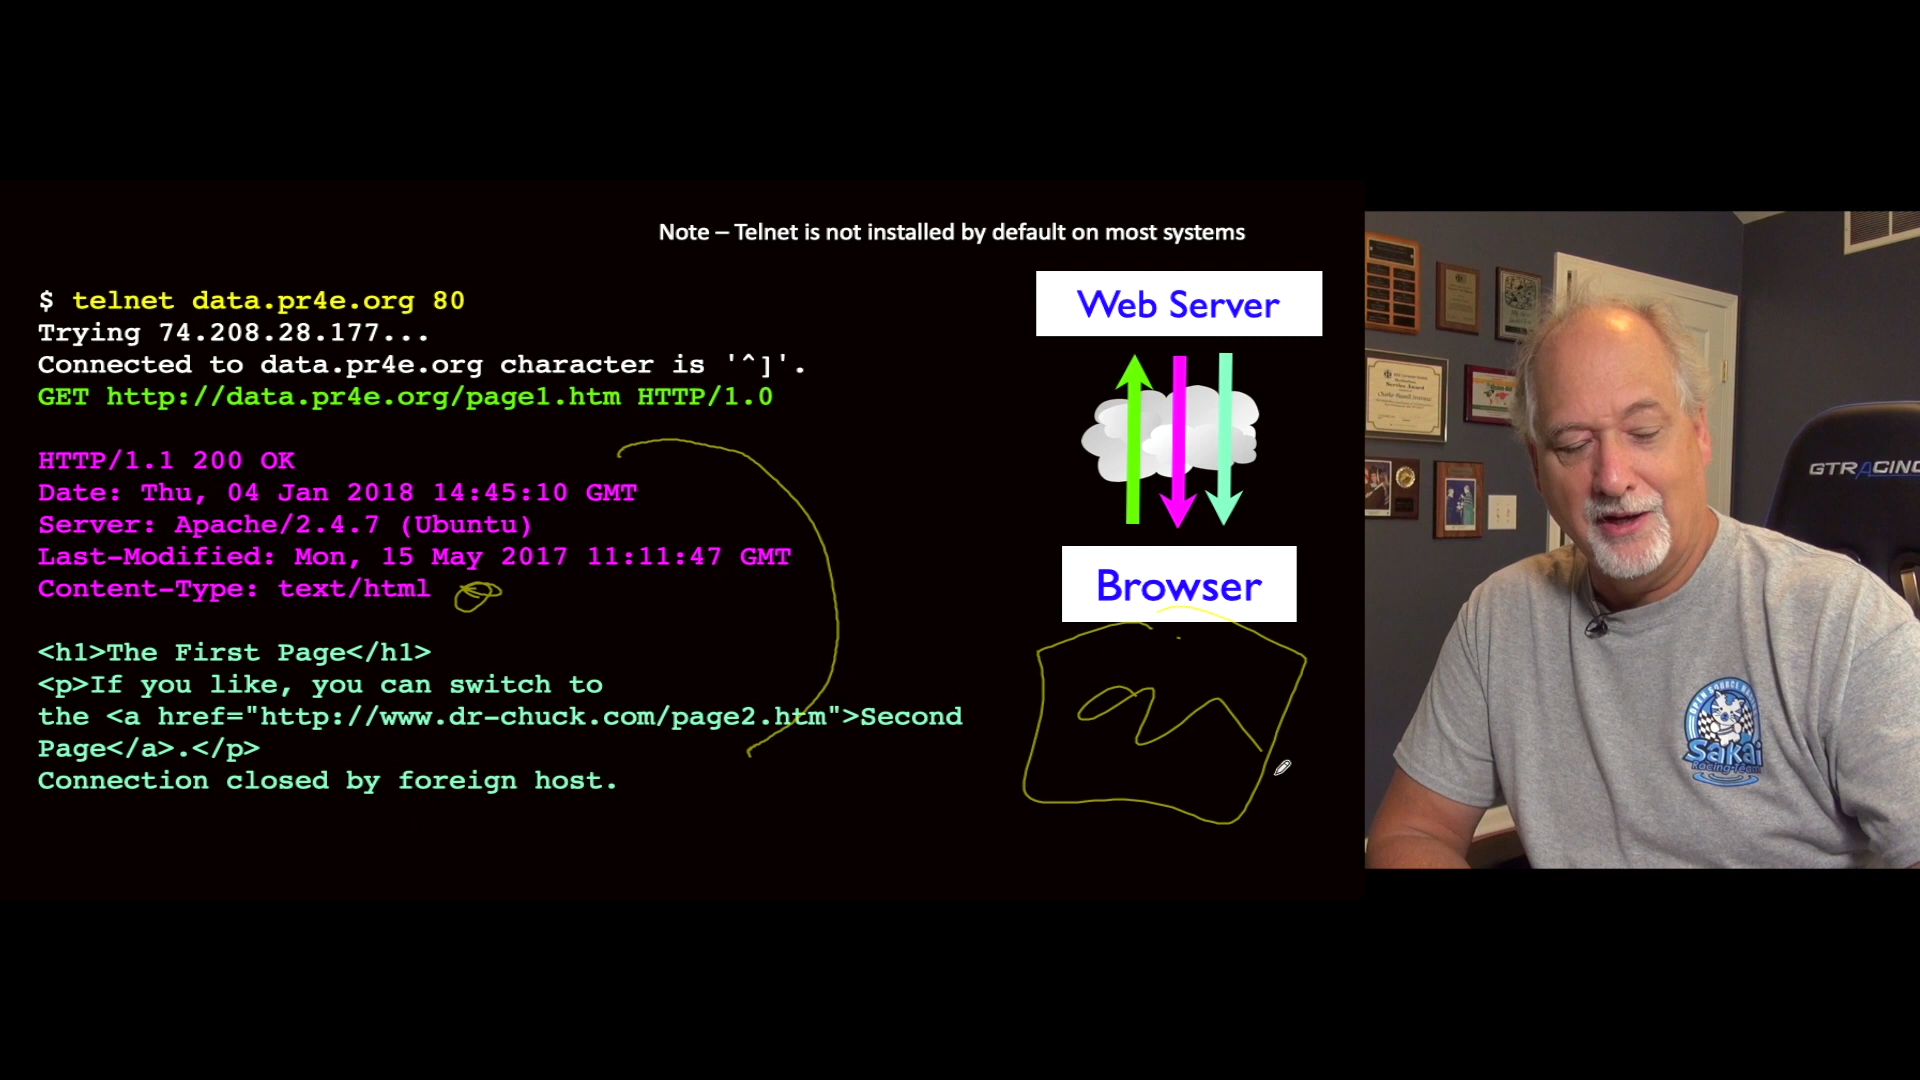 Note – Telnet is not installed by default on most systems
$ telnet data.pr4e.org 80
Trying 74.208.28.177...
Connected to data.pr4e.org character is '^]'.
GET http://data.pr4e.org/page1.htm HTTP/1.0
HTTP/1.1 200 OK
Date: Thu, 04 Jan 2018 14:45:10 GMT
Server: Apache/2.4.7 (Ubuntu)
Last-Modified: Mon, 15 May 2017 11:11:47 GMT
Content-Type: text/html
<h1>The First Page</h1>
<p>If you like, you can switch to
the <a href="http://www.dr-chuck.com/page2.htm">Second
Page</a>.</p>
Connection closed by foreign host.
Web Server
Browser
GTRACING
Sakai
Racing Team